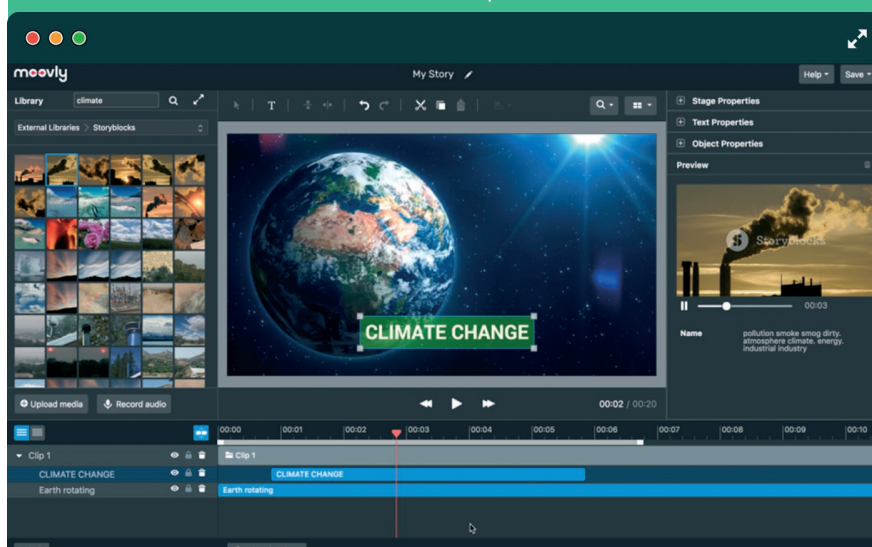 moovly
My Story
Help
Save
Library
climate
External Libraries > Storyblocks
T
Stage Properties
Text Properties
Object Properties
Preview
Storyblocks
00:03
Name
pollution smoke smog dirty.
atmosphere climate. energy.
industrial industry
CLIMATE CHANGE
Upload media
Record audio
00:02 / 00:20
00:00 00:01 00:02 00:03 00:04 00:05 00:06 00:07 00:08 00:09 00:10
Clip 1
Clip 1
CLIMATE CHANGE
CLIMATE CHANGE
Earth rotating
Earth rotating